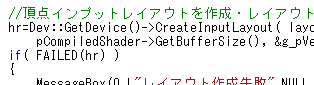 //頂点インプットレイアウトを作成・レイアウト
hr=Dev::GetDevice()->CreateInputLayout( layo
pCompiledShader->GetBufferSize(), &g_pVe
if( FAILED(hr) )
{
MessageBox(0,L"レイアウト作成失敗",NULL